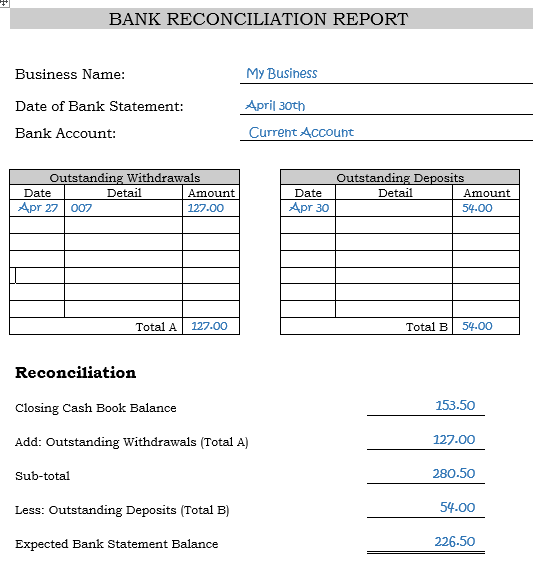 BANK RECONCILIATION REPORT
Business Name: My Business
Date of Bank Statement: April 30th
Bank Account: Current Account
Outstanding Withdrawals
Date Detail Amount
Apr 27 007 127.00
Total A 127.00
Outstanding Deposits
Date Detail Amount
Apr 30 54.00
Total B 54.00
Reconciliation
Closing Cash Book Balance 153.50
Add: Outstanding Withdrawals (Total A) 127.00
Sub-total 280.50
Less: Outstanding Deposits (Total B) 54.00
Expected Bank Statement Balance 226.50